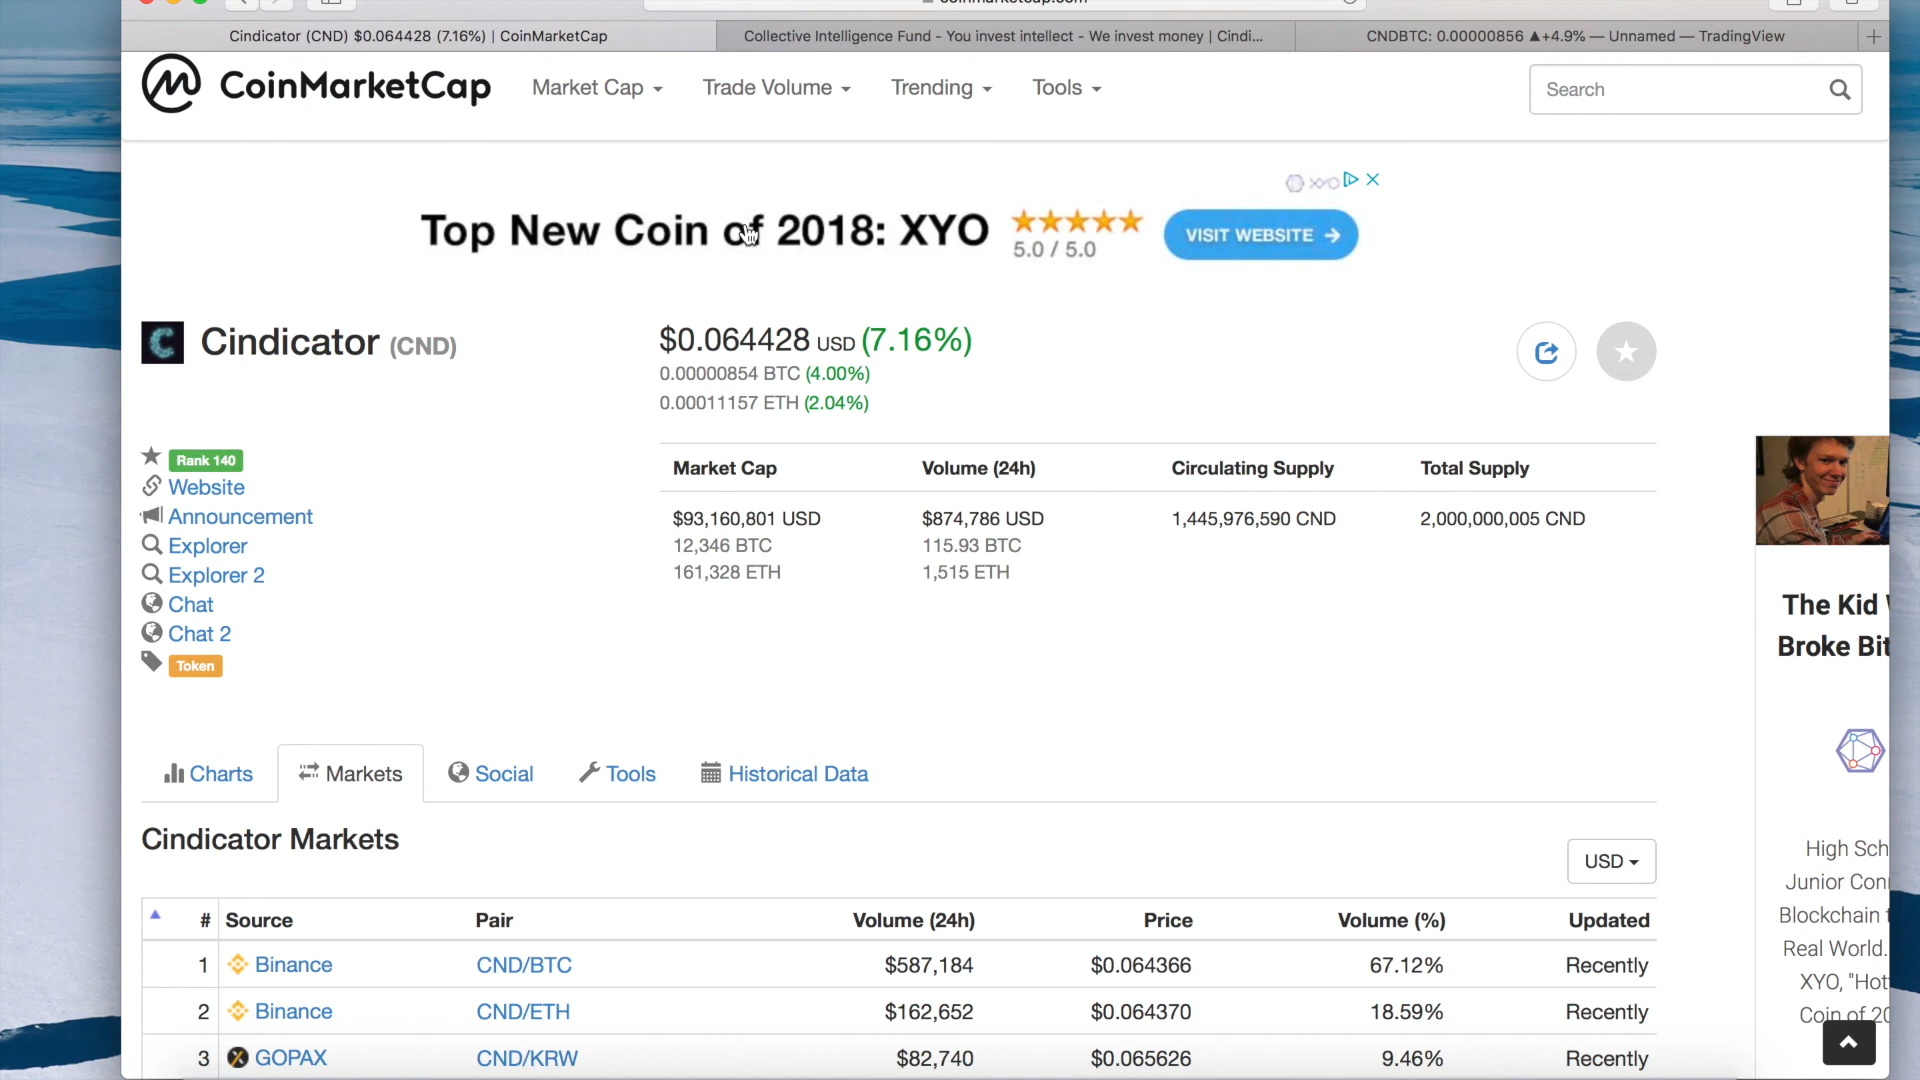 Cindicator (CND) $0.064428 (7.16%) | CoinMarketCap
Collective Intelligence Fund - You invest intellect - We invest money | Cindi...
CNDBTC: 0.00000856 ▲+4.9% — Unnamed — TradingView
CoinMarketCap
Market Cap
Trade Volume
Trending
Tools
Search
XYO
Top New Coin of 2018: XYO
5.0 / 5.0
VISIT WEBSITE
Cindicator (CND)
$0.064428 USD (7.16%)
0.00000854 BTC (4.00%)
0.00011157 ETH (2.04%)
Rank 140
Website
Announcement
Explorer
Explorer 2
Chat
Chat 2
Token
Market Cap Volume (24h) Circulating Supply Total Supply
$93,160,801 USD $874,786 USD 1,445,976,590 CND 2,000,000,005 CND
12,346 BTC 115.93 BTC
161,328 ETH 1,515 ETH
The Kid
Broke Bit
High Sch
Junior Con
Blockchain
Real World.
XYO, "Hot
Coin of 20
Charts Markets Social Tools Historical Data
Cindicator Markets
USD
# Source Pair Volume (24h) Price Volume (%) Updated
1 Binance CND/BTC $587,184 $0.064366 67.12% Recently
2 Binance CND/ETH $162,652 $0.064370 18.59% Recently
3 GOPAX CND/KRW $82,740 $0.065626 9.46% Recently